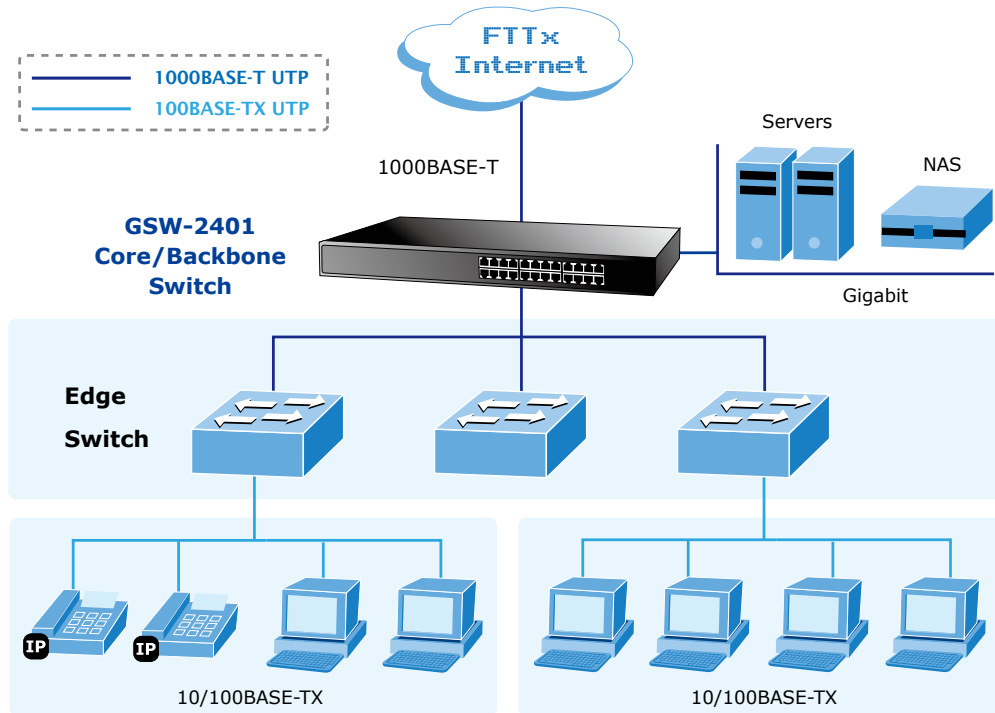 FTTx
Internet
1000BASE-T UTP
100BASE-TX UTP
1000BASE-T
Servers
NAS
GSW-2401
Core/Backbone
Switch
Gigabit
Edge
Switch
IP
IP
10/100BASE-TX
10/100BASE-TX